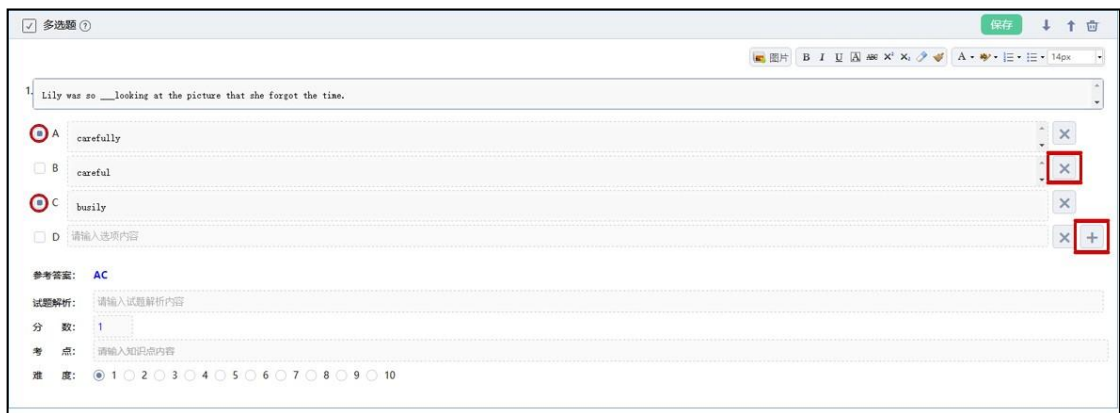 多选题 ? 保存
图片 B I U A ABC X² X₂ A 14px
1. Lily was so ___looking at the picture that she forgot the time.
A carefully
B careful
C busily
D 请输入选项内容
参考答案： AC
试题解析： 请输入试题解析内容
分 数： 1
考 点： 请输入知识点内容
难 度： 1 2 3 4 5 6 7 8 9 10